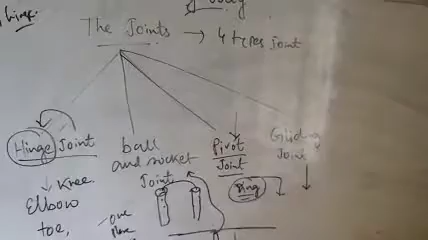 The Joints → 4 types joint
Hinge Joint
ball and socket Joint
Pivot Joint
Gliding Joint
↓ Knee
Elbow
toe,
Ring
- one
plane